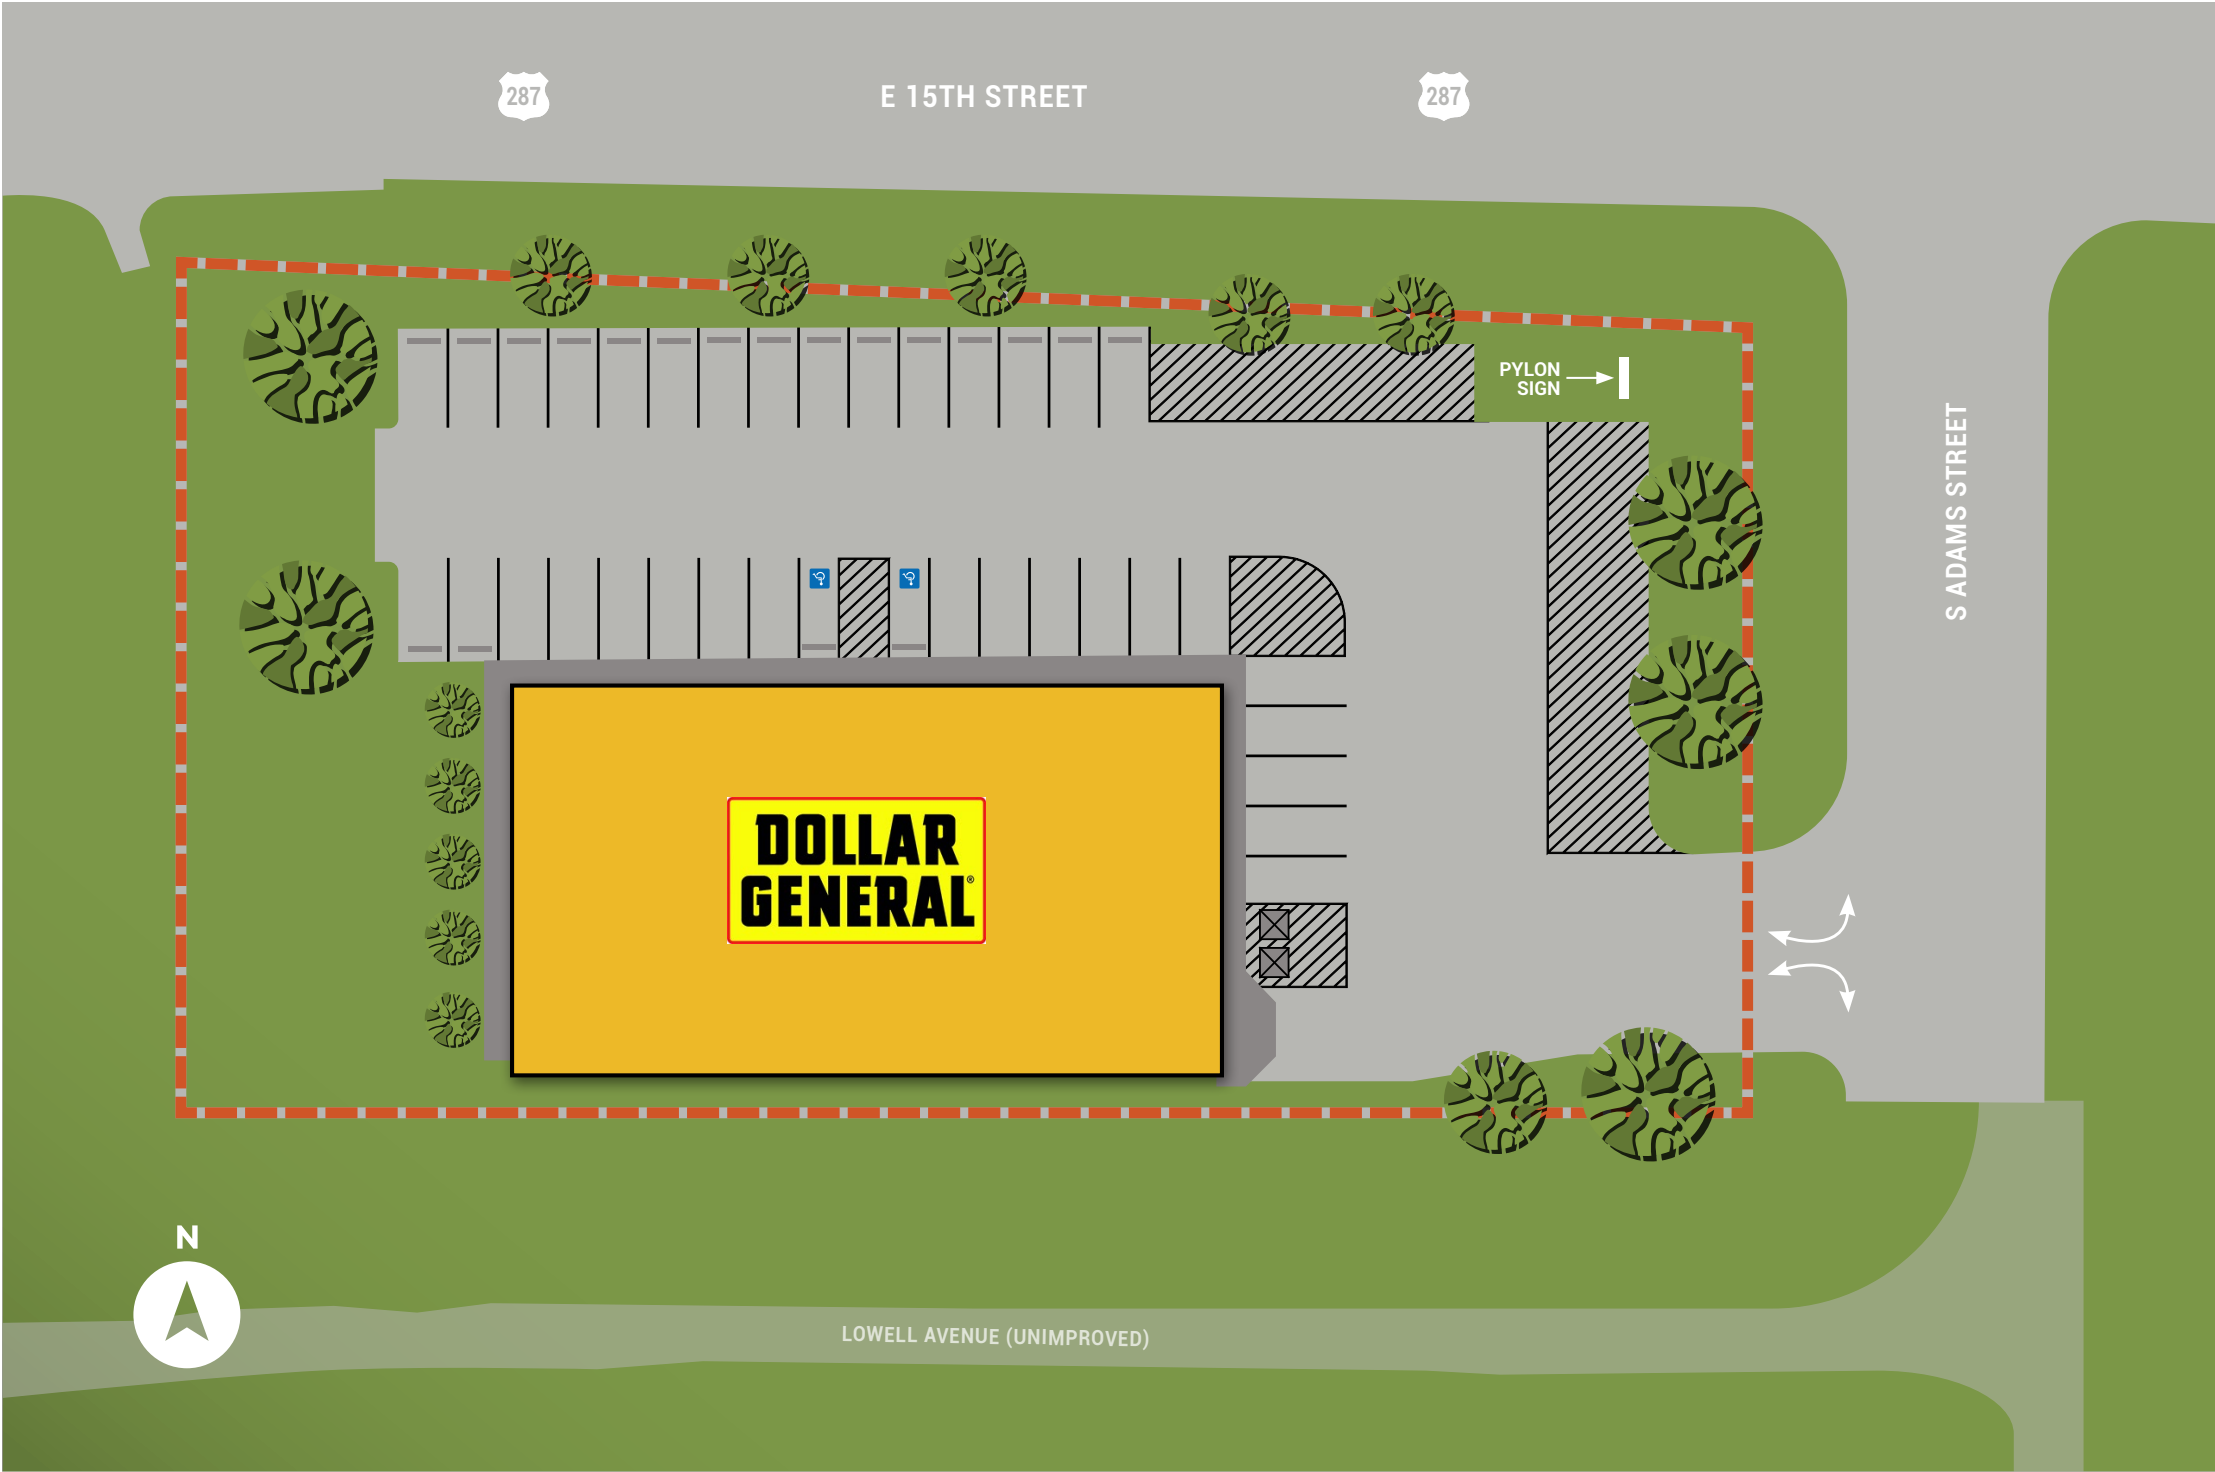 287
E 15TH STREET
287
PYLON
SIGN
S ADAMS STREET
DOLLAR
GENERAL®
N
LOWELL AVENUE (UNIMPROVED)